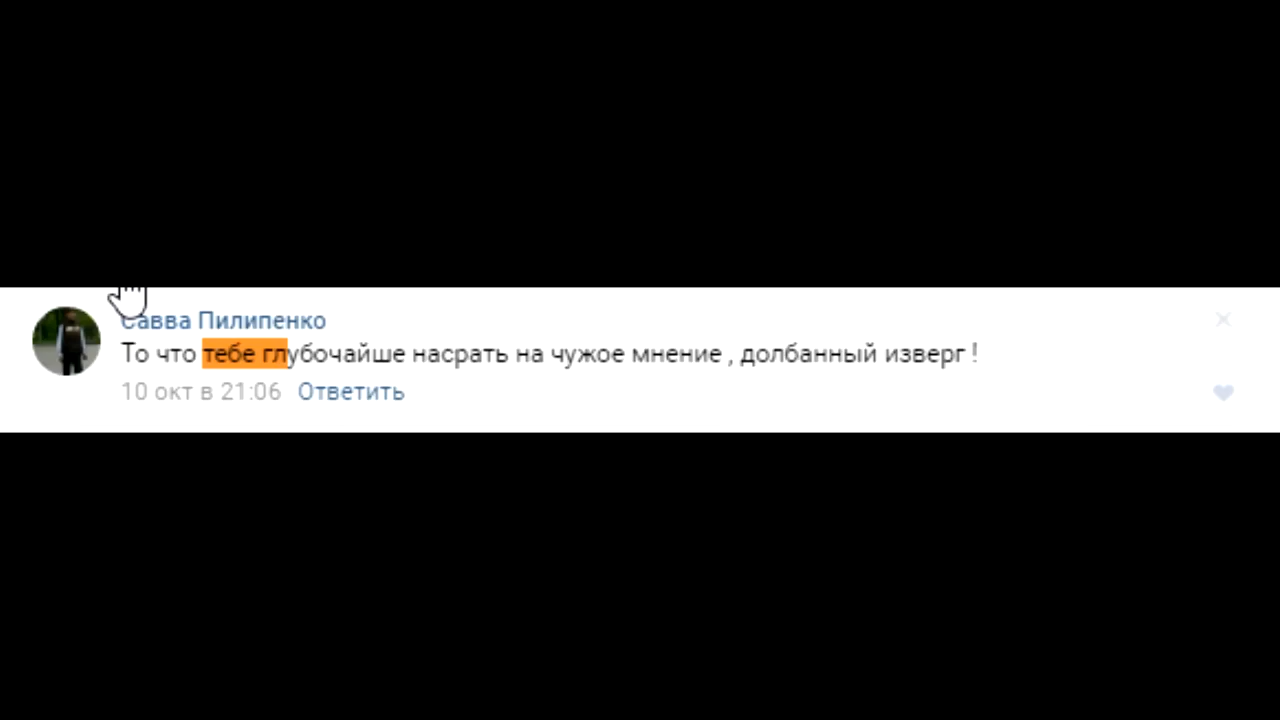 Савва Пилипенко
То что тебе глубочайше насрать на чужое мнение , долбанный изверг !
10 окт в 21:06 Ответить